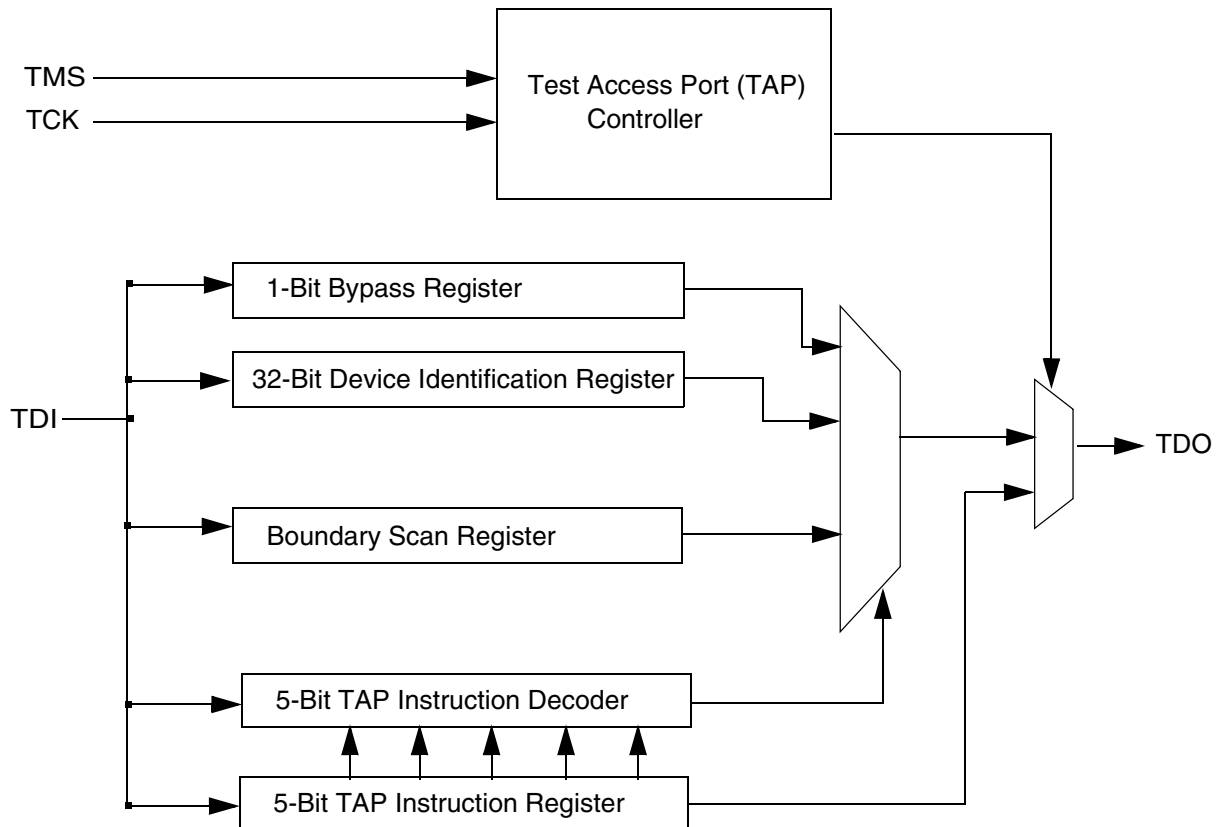 TMS
TCK
Test Access Port (TAP)
Controller
1-Bit Bypass Register
32-Bit Device Identification Register
TDI
TDO
Boundary Scan Register
5-Bit TAP Instruction Decoder
5-Bit TAP Instruction Register